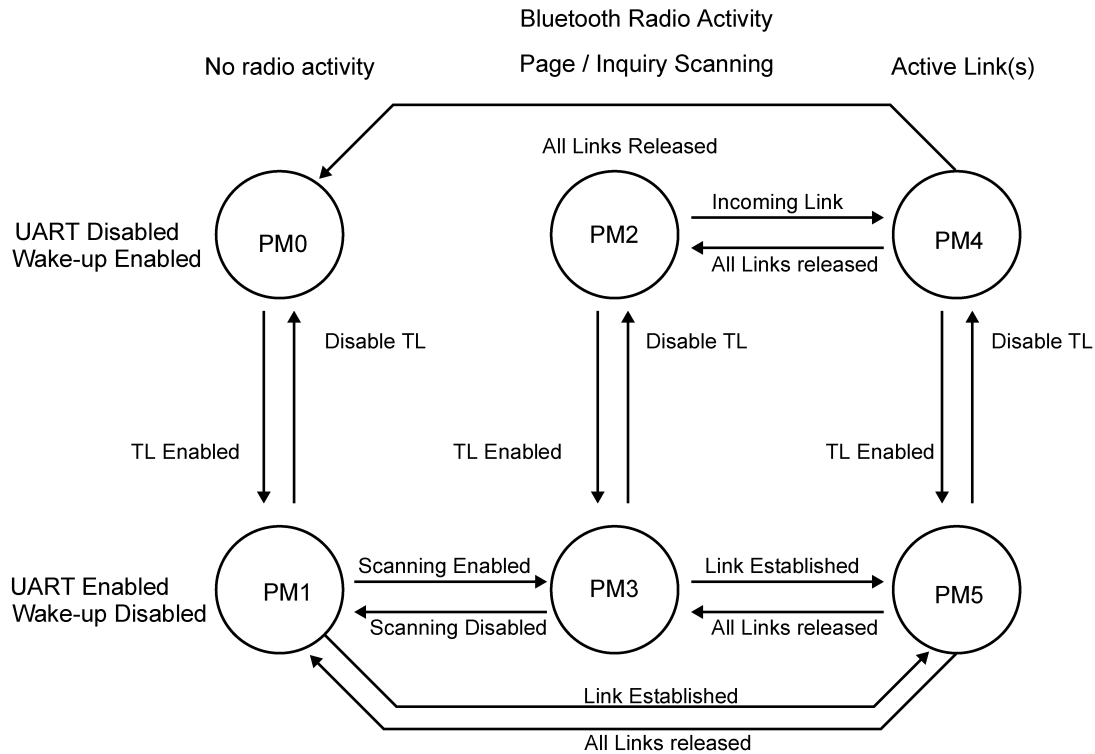 Bluetooth Radio Activity
No radio activity
Page / Inquiry Scanning
Active Link(s)
All Links Released
UART Disabled
Wake-up Enabled
PM0
PM2
Incoming Link
All Links released
PM4
Disable TL
Disable TL
Disable TL
TL Enabled
TL Enabled
TL Enabled
UART Enabled
Wake-up Disabled
PM1
Scanning Enabled
Scanning Disabled
PM3
Link Established
All Links released
PM5
Link Established
All Links released